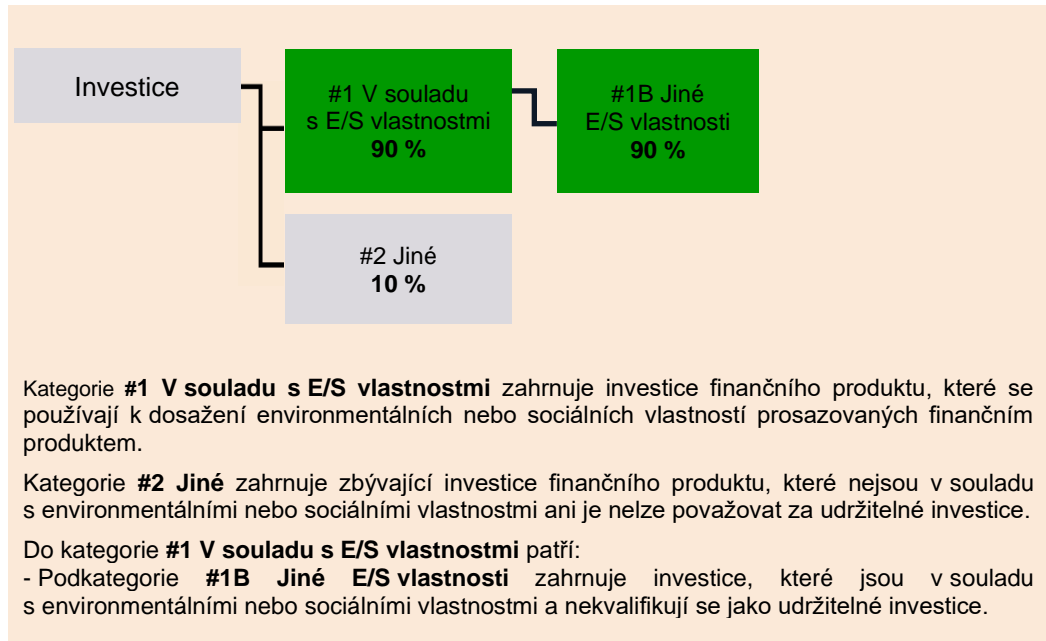 Investice
#1 V souladu
s E/S vlastnostmi
90 %
#1B Jiné
E/S vlastnosti
90 %
#2 Jiné
10 %
Kategorie #1 V souladu s E/S vlastnostmi zahrnuje investice finančního produktu, které se
používají k dosažení environmentálních nebo sociálních vlastností prosazovaných finančním
produktem.
Kategorie #2 Jiné zahrnuje zbývající investice finančního produktu, které nejsou v souladu
s environmentálními nebo sociálními vlastnostmi ani je nelze považovat za udržitelné investice.
Do kategorie #1 V souladu s E/S vlastnostmi patří:
- Podkategorie #1B Jiné E/S vlastnosti zahrnuje investice, které jsou v souladu
s environmentálními nebo sociálními vlastnostmi a nekvalifikují se jako udržitelné investice.